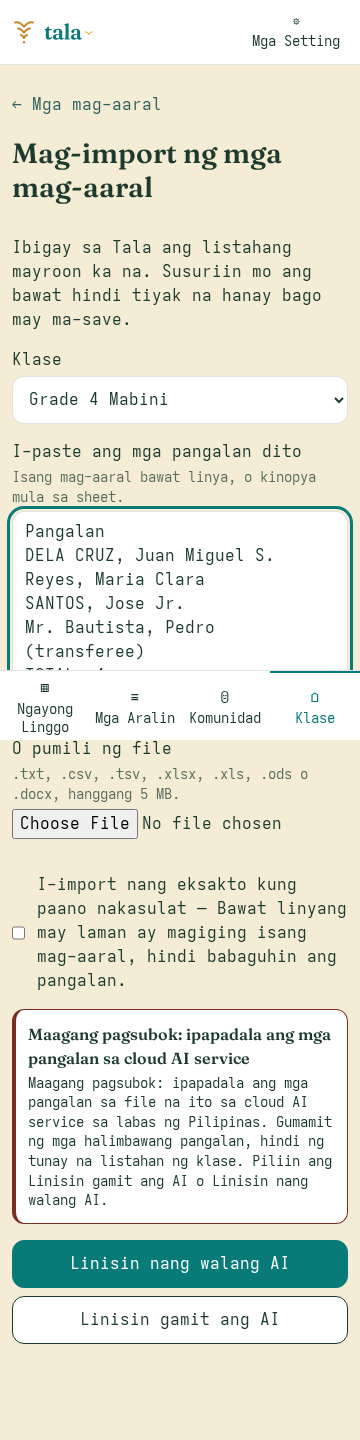 tala
Mga Setting
← Mga mag-aaral
Mag-import ng mga
mag-aaral
Ibigay sa Tala ang listahang
mayroon ka na. Susuriin mo ang
bawat hindi tiyak na hanay bago
may ma-save.
Klase
Grade 4 Mabini
I-paste ang mga pangalan dito
Isang mag-aaral bawat linya, o kinopya
mula sa sheet.
Pangalan
DELA CRUZ, Juan Miguel S.
Reyes, Maria Clara
SANTOS, Jose Jr.
Mr. Bautista, Pedro
(transferee)
Ngayong
Linggo
Mga Aralin
Komunidad
Klase
O pumili ng file
.txt, .csv, .tsv, .xlsx, .xls, .ods o
.docx, hanggang 5 MB.
Choose File No file chosen
I-import nang eksakto kung
paano nakasulat — Bawat linyang
may laman ay magiging isang
mag-aaral, hindi babaguhin ang
pangalan.
Maagang pagsubok: ipapadala ang mga
pangalan sa cloud AI service
Maagang pagsubok: ipapadala ang mga
pangalan sa file na ito sa cloud AI
service sa labas ng Pilipinas. Gumamit
ng mga halimbawang pangalan, hindi ng
tunay na listahan ng klase. Piliin ang
Linisin gamit ang AI o Linisin nang
walang AI.
Linisin nang walang AI
Linisin gamit ang AI